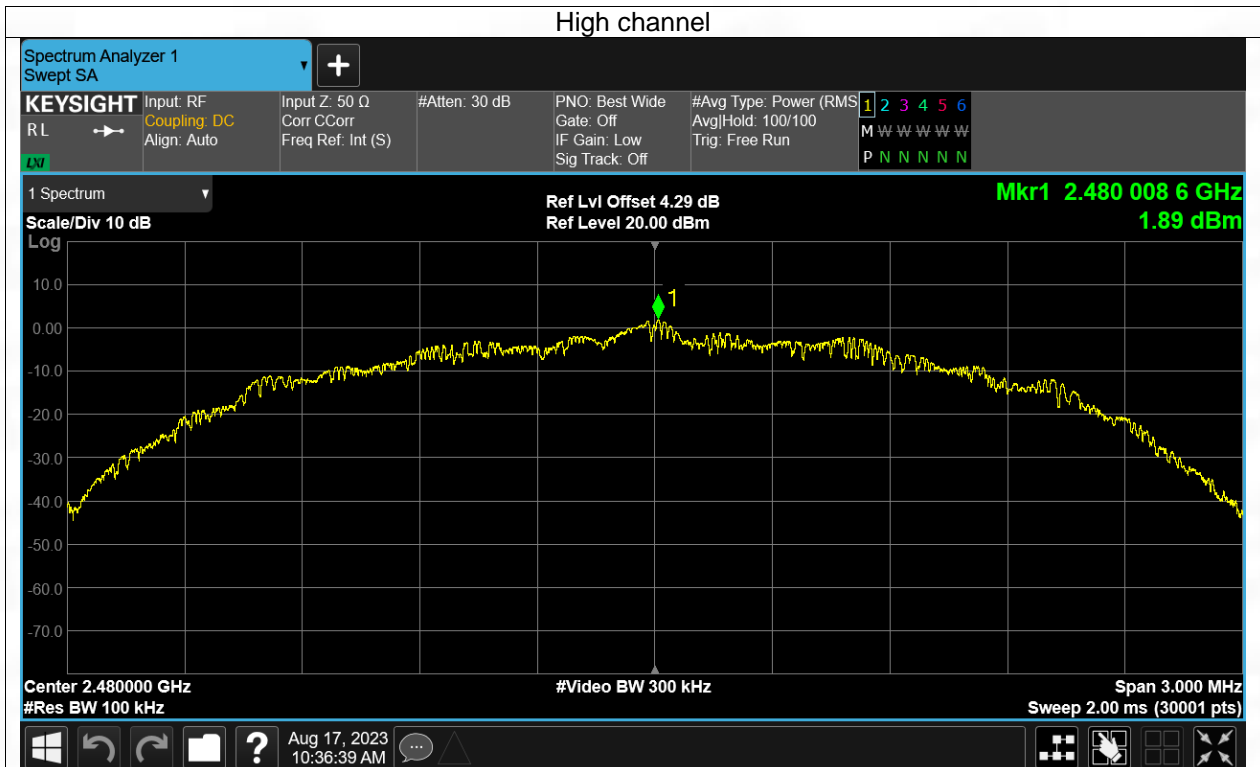 High channel
Spectrum Analyzer 1
Swept SA
KEYSIGHT
RL
LXI
Input: RF
Coupling: DC
Align: Auto
Input Z: 50 Ω
Corr CCorr
Freq Ref: Int (S)
#Atten: 30 dB
PNO: Best Wide
Gate: Off
IF Gain: Low
Sig Track: Off
#Avg Type: Power (RMS
Avg|Hold: 100/100
Trig: Free Run
1 2 3 4 5 6
M W W W W W
P N N N N N
1 Spectrum
Scale/Div 10 dB
Log
Ref Lvl Offset 4.29 dB
Ref Level 20.00 dBm
Mkr1 2.480 008 6 GHz
1.89 dBm
10.0
0.00
-10.0
-20.0
-30.0
-40.0
-50.0
-60.0
-70.0
1
Center 2.480000 GHz
#Res BW 100 kHz
#Video BW 300 kHz
Span 3.000 MHz
Sweep 2.00 ms (30001 pts)
?
Aug 17, 2023
10:36:39 AM